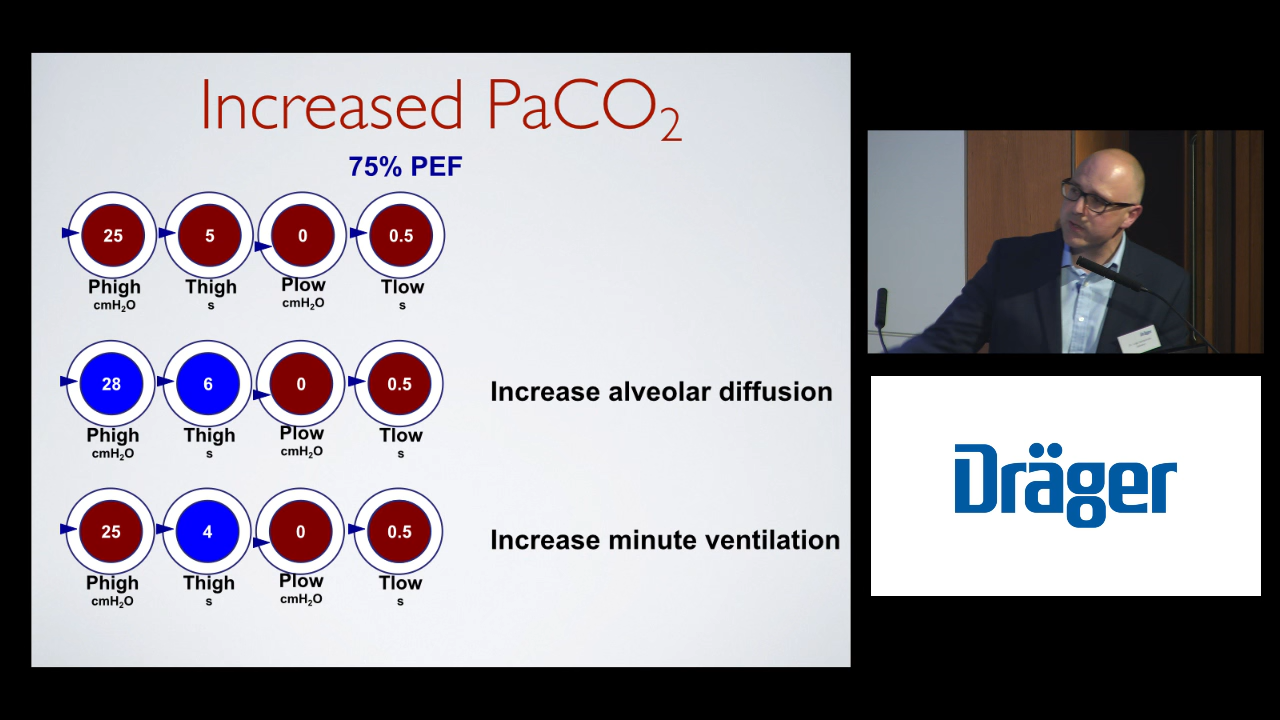 Increased PaCO₂
75% PEF
25 5 0 0.5
Phigh Thigh Plow Tlow
cmH₂O s cmH₂O s
28 6 0 0.5
Increase alveolar diffusion
Phigh Thigh Plow Tlow
cmH₂O s cmH₂O s
25 4 0 0.5
Increase minute ventilation
Phigh Thigh Plow Tlow
cmH₂O s cmH₂O s
Dräger
Dräger